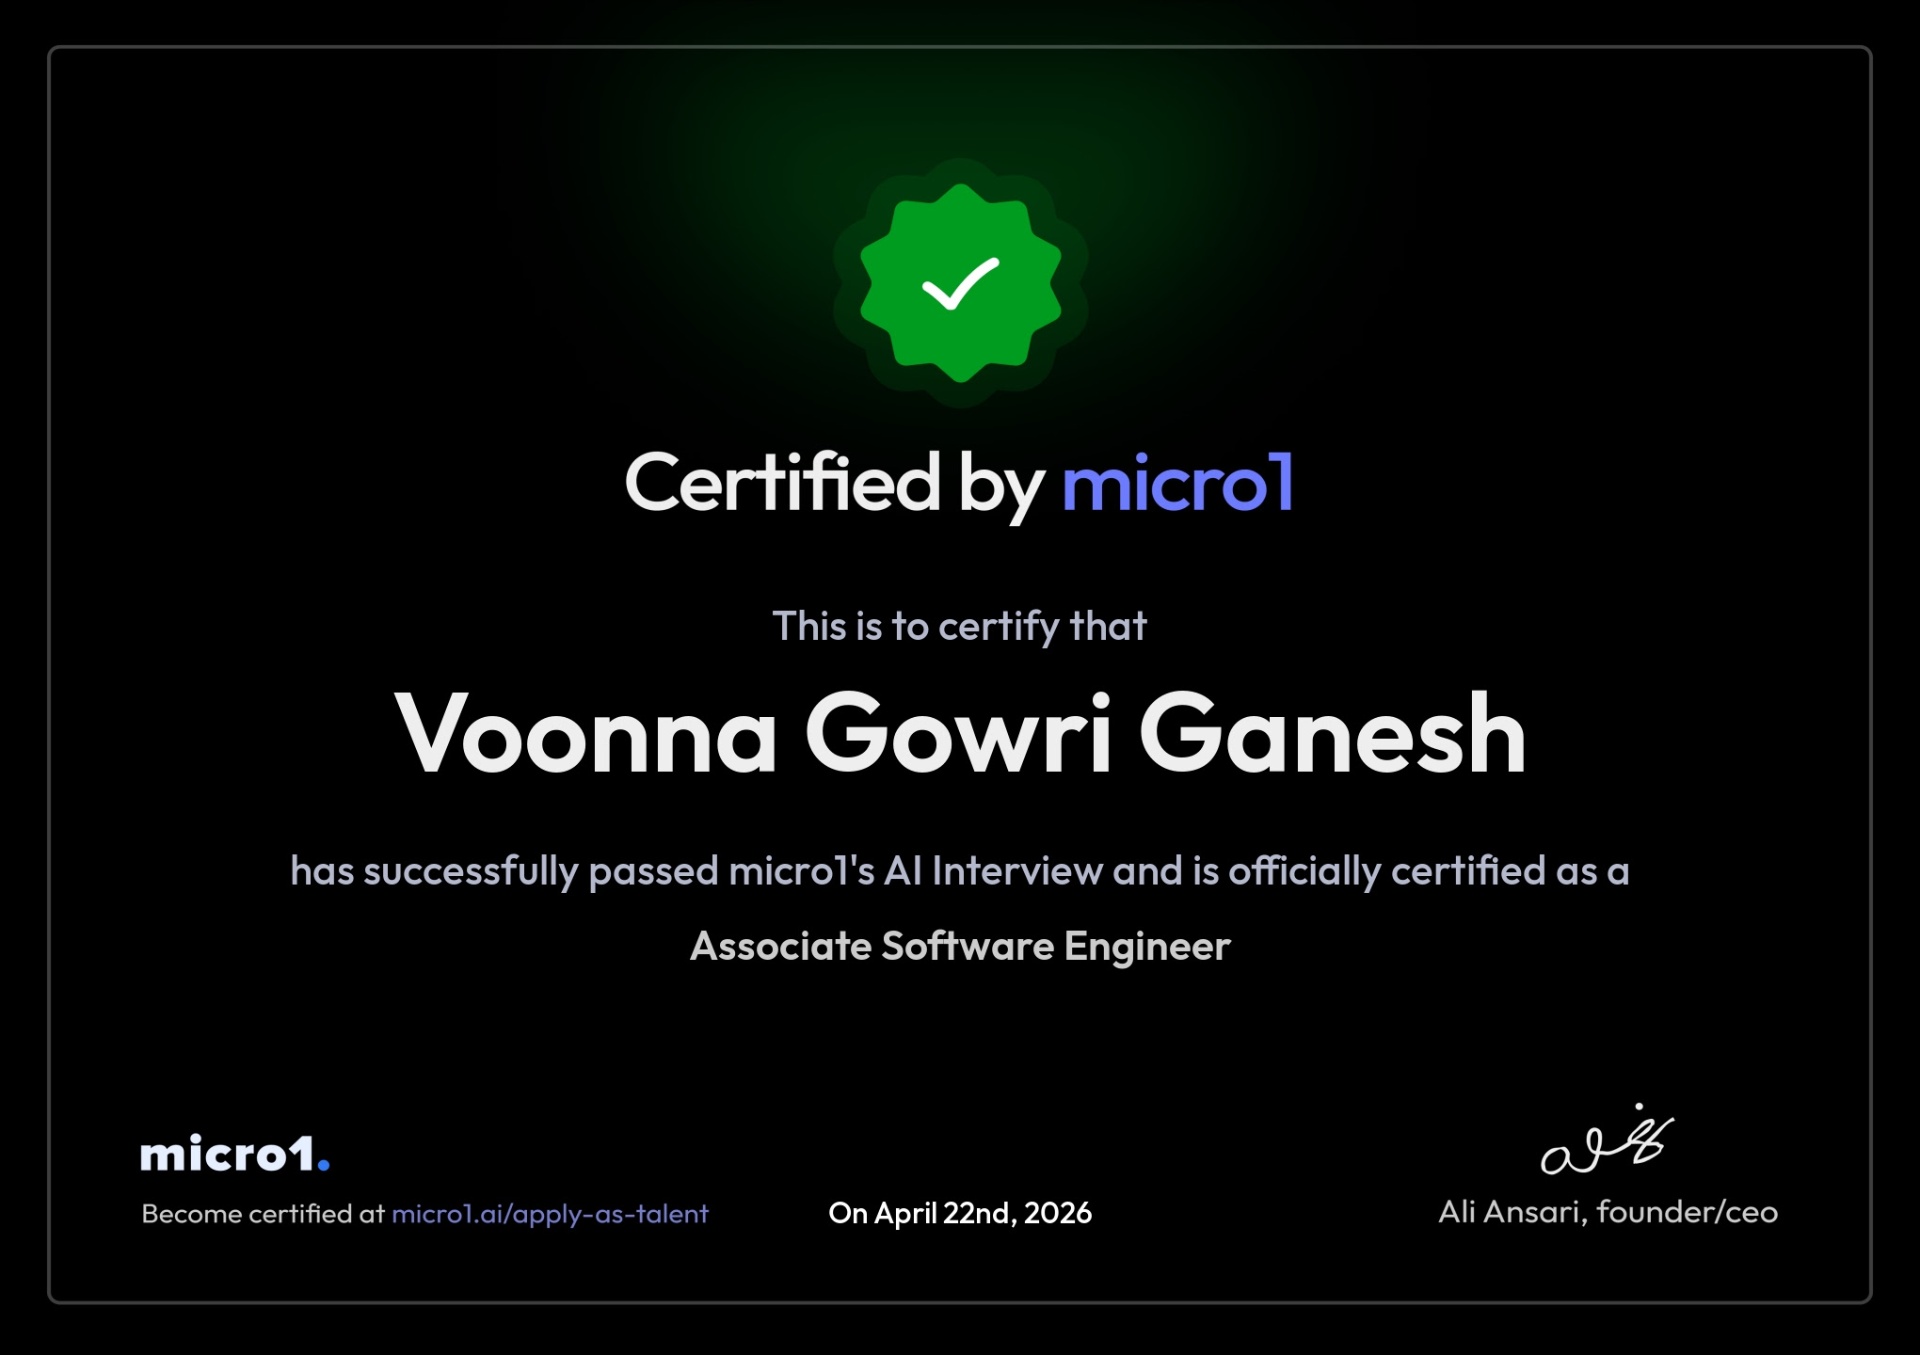 Certified by micro1
This is to certify that
Voonna Gowri Ganesh
has successfully passed micro1's AI Interview and is officially certified as a
Associate Software Engineer
micro1.
Become certified at micro1.ai/apply-as-talent
On April 22nd, 2026
Ali Ansari, founder/ceo